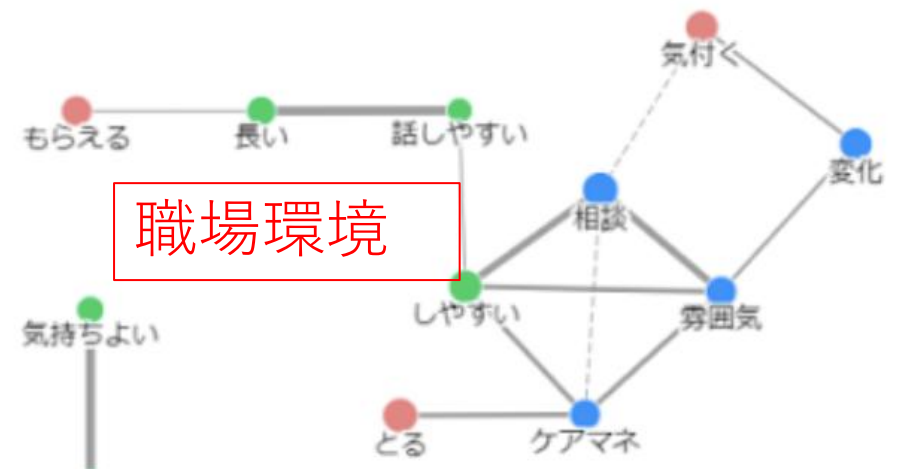 気付く
もらえる
長い
話しやすい
変化
職場環境
相談
しやすい
雰囲気
気持ちよい
とる
ケアマネ